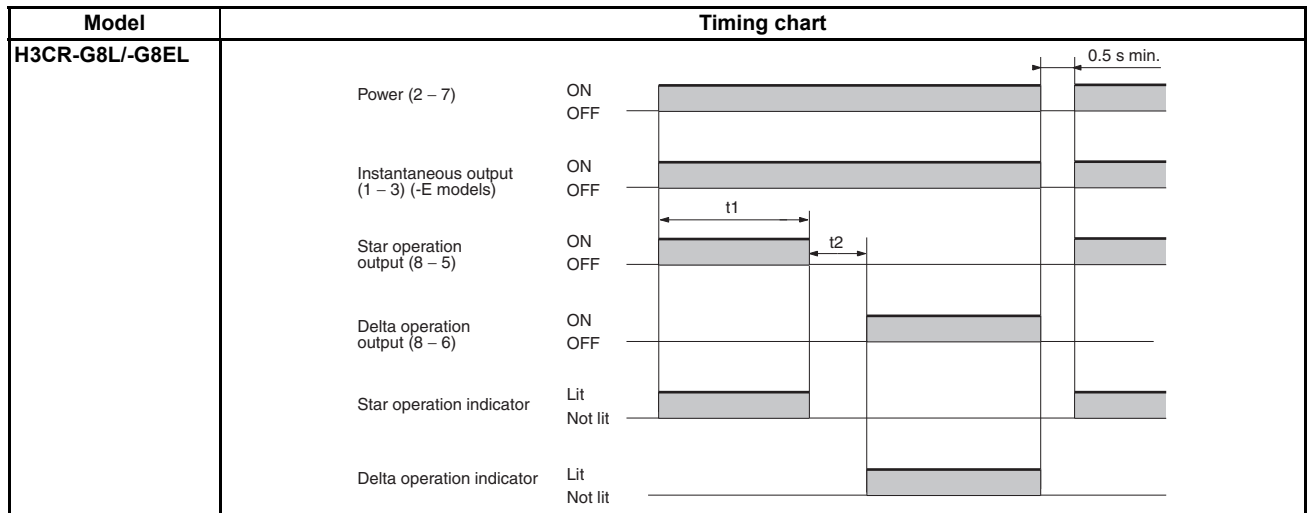 Model
Timing chart
H3CR-G8L/-G8EL
0.5 s min.
Power (2 – 7)
ON
OFF
Instantaneous output
(1 – 3) (-E models)
ON
OFF
t1
Star operation
output (8 – 5)
ON
OFF
t2
Delta operation
output (8 – 6)
ON
OFF
Star operation indicator
Lit
Not lit
Delta operation indicator
Lit
Not lit